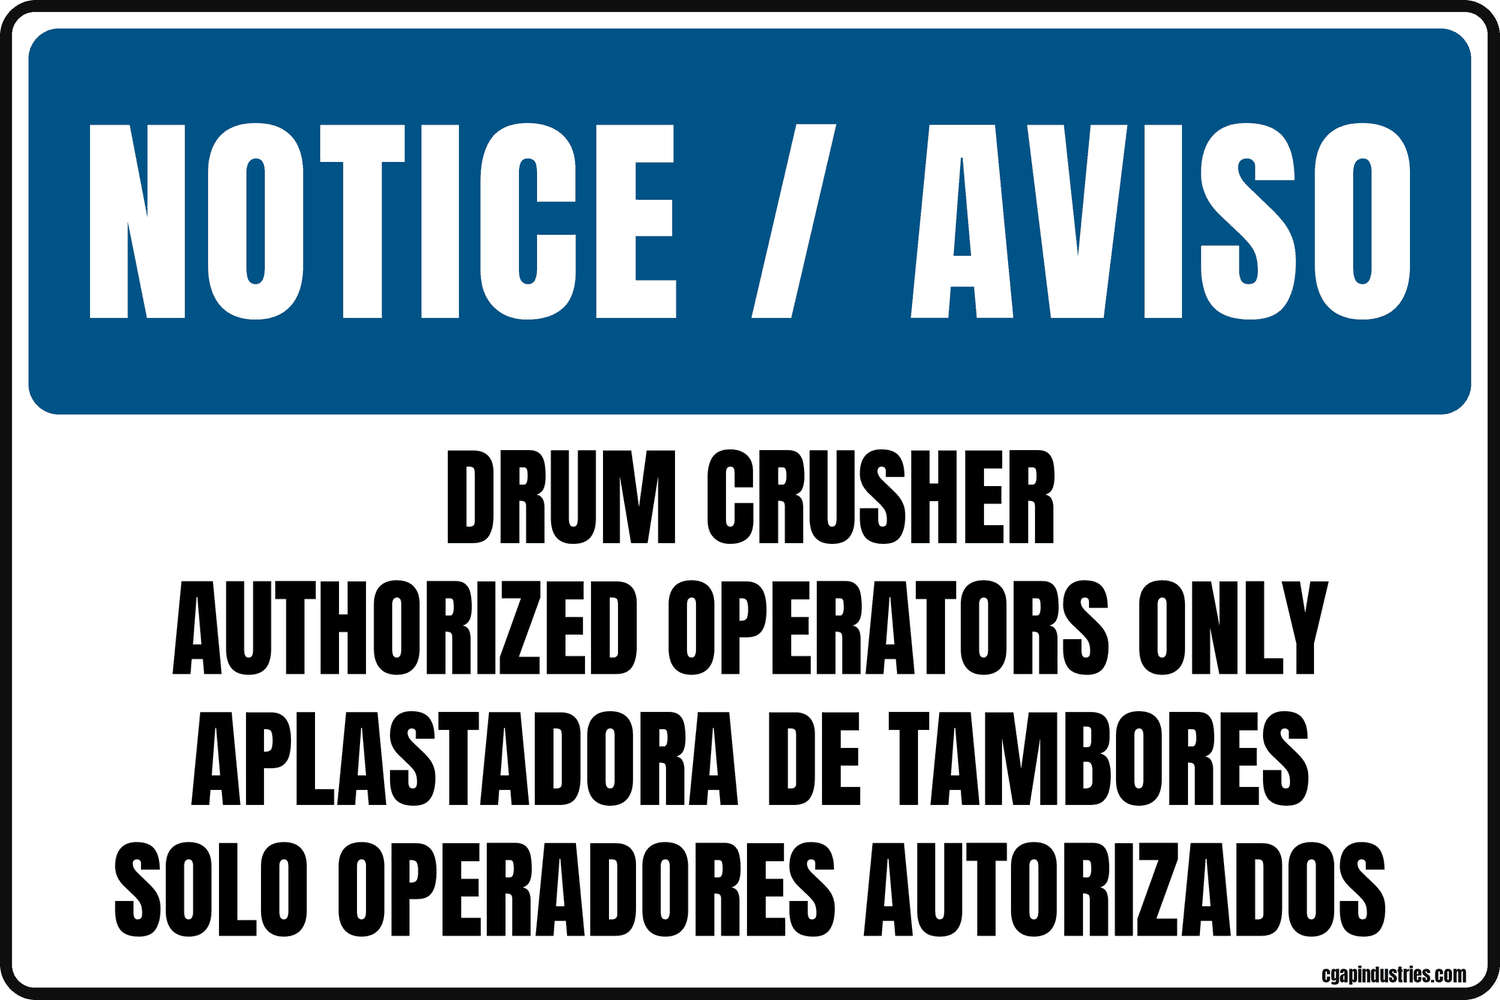 NOTICE / AVISO
DRUM CRUSHER
AUTHORIZED OPERATORS ONLY
APLASTADORA DE TAMBORES
SOLO OPERADORES AUTORIZADOS
cgapindustries.com